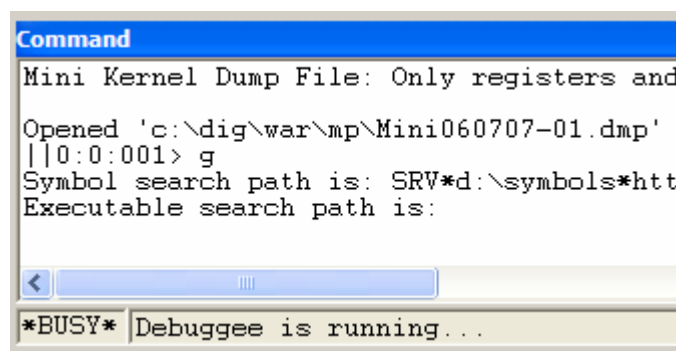 Command
Mini Kernel Dump File: Only registers and
Opened 'c:\dig\war\mp\Mini060707-01.dmp'
||0:0:001> g
Symbol search path is: SRV*d:\symbols*htt
Executable search path is:
*BUSY* Debuggee is running...